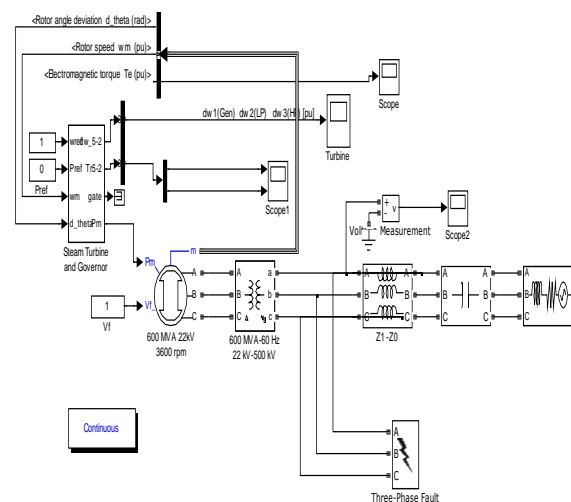 <Rotor angle deviation d_theta (rad)>
<Rotor speed wm (pu)>
<Electromagnetic torque Te (pu)>
Scope
dw1(Gen) dw2(LP) dw3(HP) [pu]
Turbine
1
wref
dw_5-2
0
Pref
Tr5-2
Pref
wm
gate
d_theta
Pm
Steam Turbine
and Governor
Scope1
+
-
v
Voltage Measurement
Scope2
m
Pm
Vf_
A
B
C
1
Vf
600 MVA 22kV
3600 rpm
A
B
C
a
b
c
600 MVA-60 Hz
22 kV-500 kV
A
B
C
A
B
C
Z1-Z0
A
B
C
A
B
C
A
B
C
Continuous
A
B
C
Three-Phase Fault